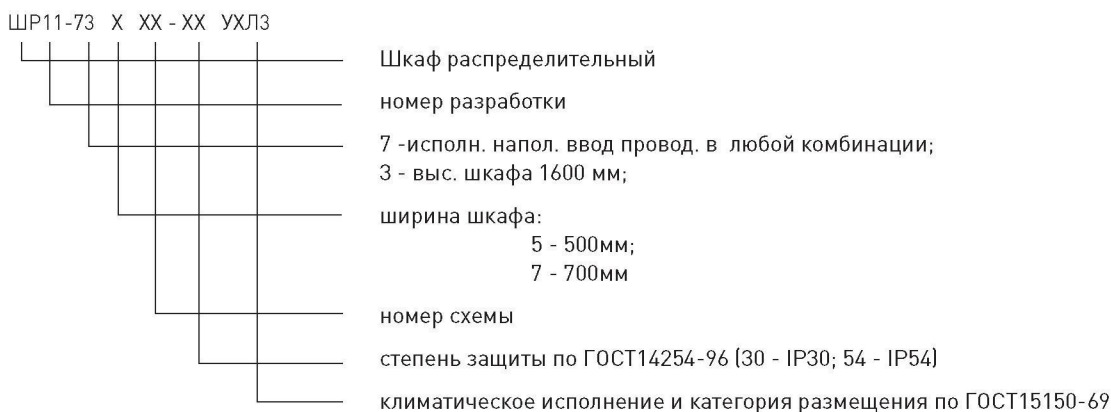 ШР11-73 Х ХХ - ХХ УХЛ3
Шкаф распределительный
номер разработки
7 -исполн. напол. ввод провод. в любой комбинации;
3 - выс. шкафа 1600 мм;
ширина шкафа:
5 - 500мм;
7 - 700мм
номер схемы
степень защиты по ГОСТ14254-96 (30 - IP30; 54 - IP54)
климатическое исполнение и категория размещения по ГОСТ15150-69